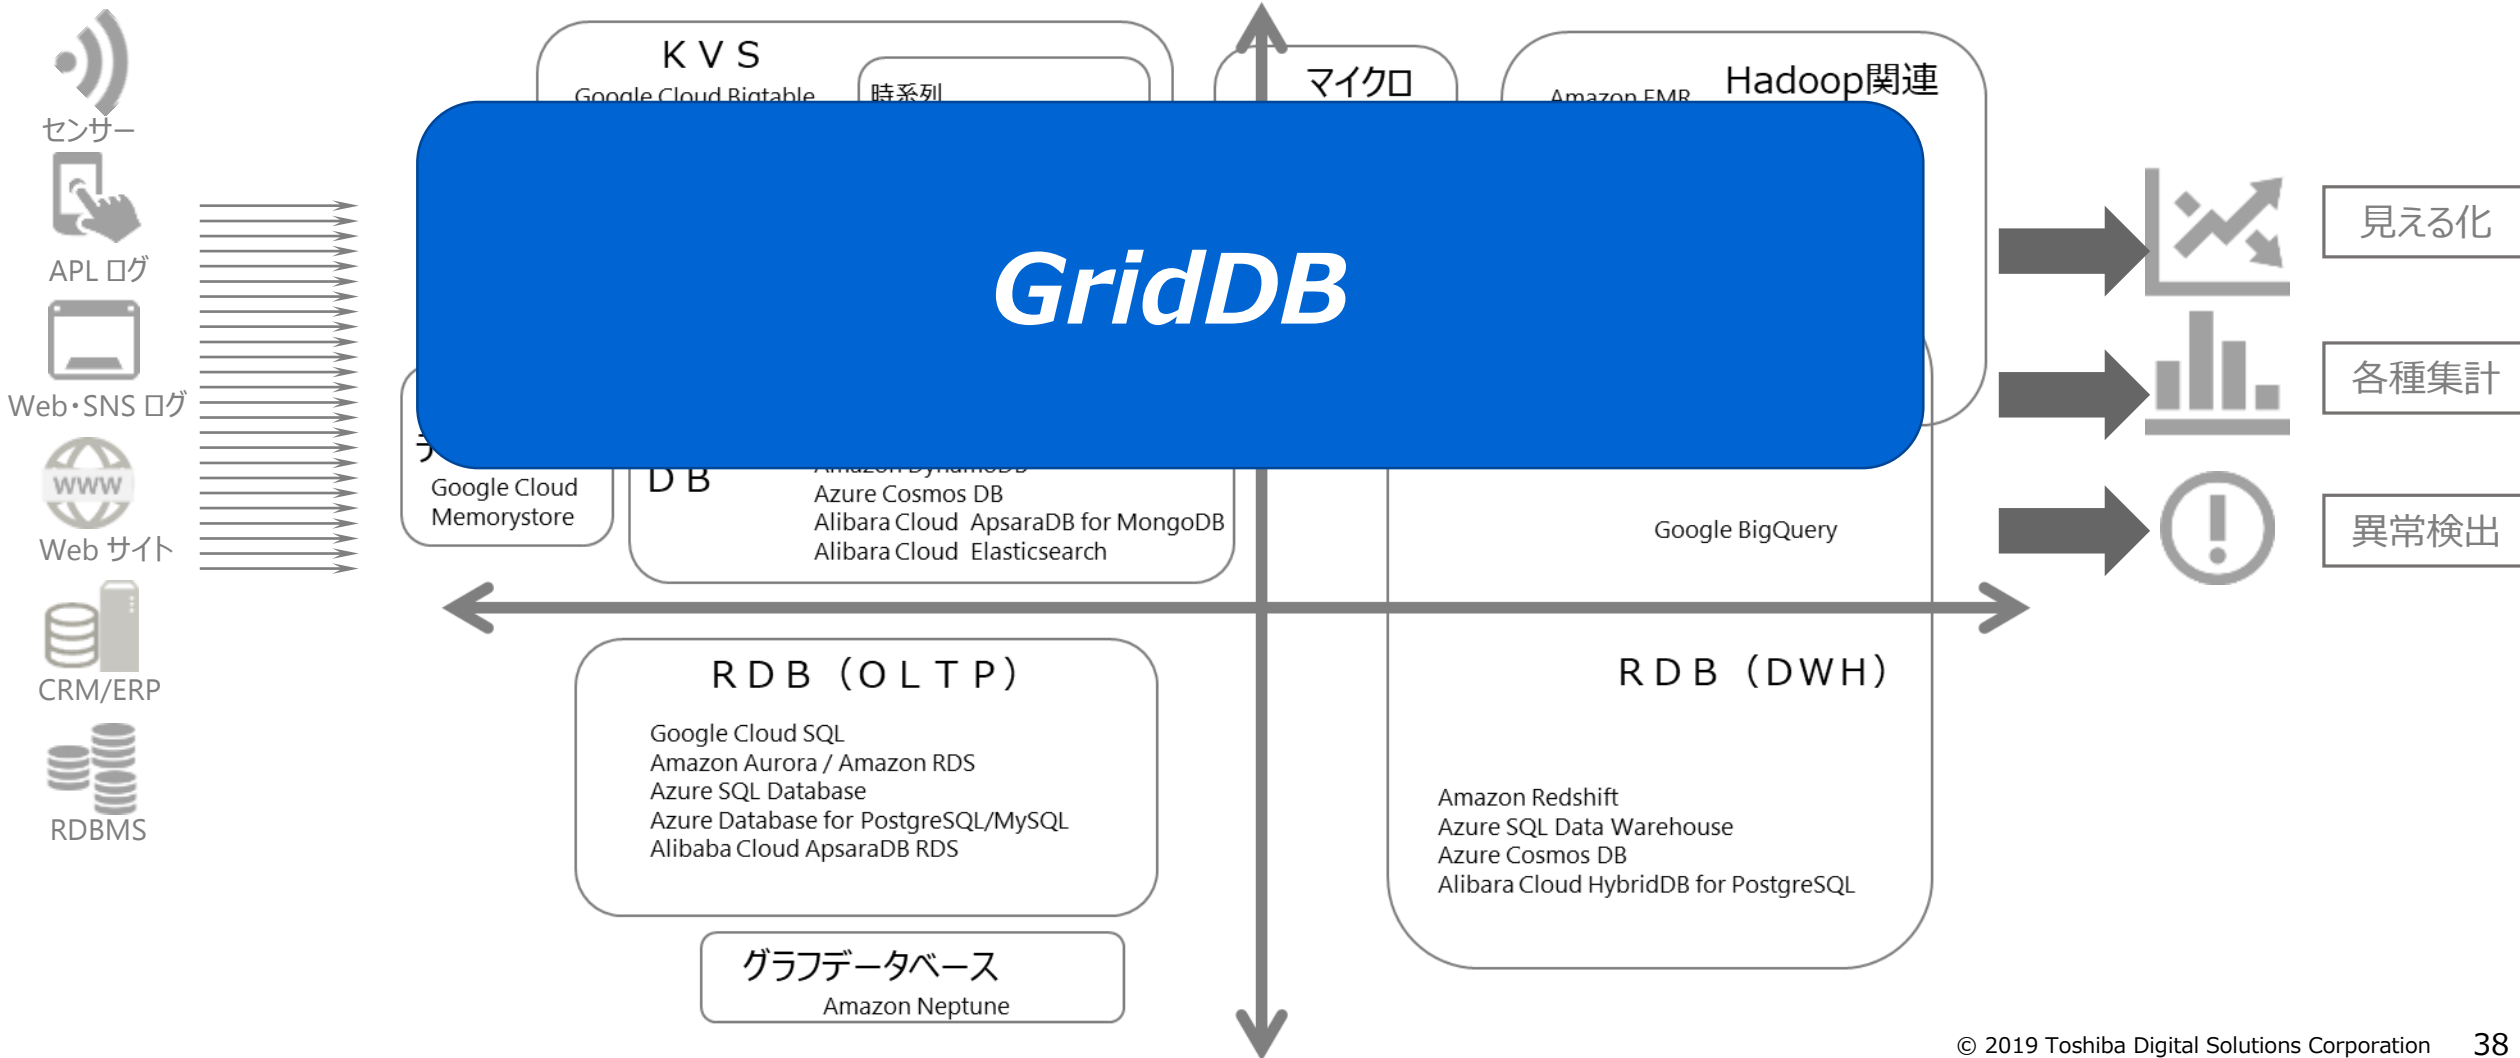 センサー
APL ログ
Web・SNS ログ
WWW
Web サイト
CRM/ERP
RDBMS
ＫＶＳ
Google Cloud Bigtable
時系列
マイクロ
Hadoop関連
Amazon EMR
GridDB
Google Cloud
Memorystore
ＤＢ
Amazon DynamoDB
Azure Cosmos DB
Alibara Cloud ApsaraDB for MongoDB
Alibara Cloud Elasticsearch
Google BigQuery
ＲＤＢ（ＯＬＴＰ）
Google Cloud SQL
Amazon Aurora / Amazon RDS
Azure SQL Database
Azure Database for PostgreSQL/MySQL
Alibaba Cloud ApsaraDB RDS
グラフデータベース
Amazon Neptune
ＲＤＢ（DWH）
Amazon Redshift
Azure SQL Data Warehouse
Azure Cosmos DB
Alibara Cloud HybridDB for PostgreSQL
見える化
各種集計
異常検出
© 2019 Toshiba Digital Solutions Corporation 38